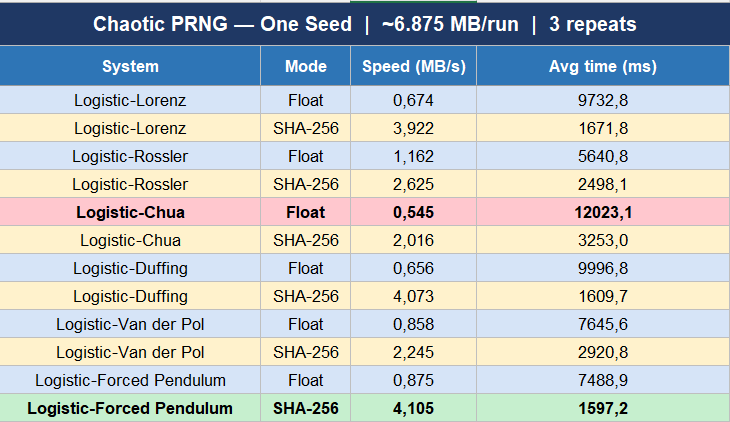 Chaotic PRNG — One Seed | ~6.875 MB/run | 3 repeats
System Mode Speed (MB/s) Avg time (ms)
Logistic-Lorenz Float 0,674 9732,8
Logistic-Lorenz SHA-256 3,922 1671,8
Logistic-Rossler Float 1,162 5640,8
Logistic-Rossler SHA-256 2,625 2498,1
Logistic-Chua Float 0,545 12023,1
Logistic-Chua SHA-256 2,016 3253,0
Logistic-Duffing Float 0,656 9996,8
Logistic-Duffing SHA-256 4,073 1609,7
Logistic-Van der Pol Float 0,858 7645,6
Logistic-Van der Pol SHA-256 2,245 2920,8
Logistic-Forced Pendulum Float 0,875 7488,9
Logistic-Forced Pendulum SHA-256 4,105 1597,2